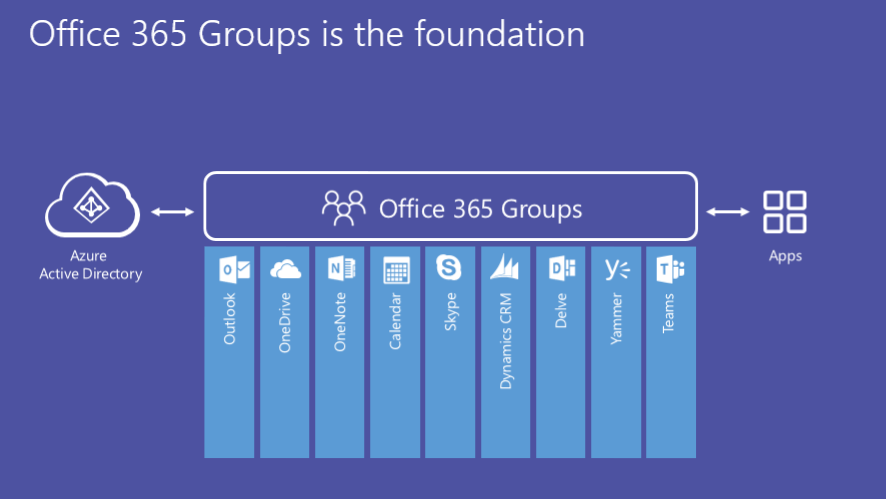 Office 365 Groups is the foundation
Office 365 Groups
Azure
Active Directory
Apps
Outlook
OneDrive
OneNote
Calendar
Skype
Dynamics CRM
Delve
Yammer
Teams